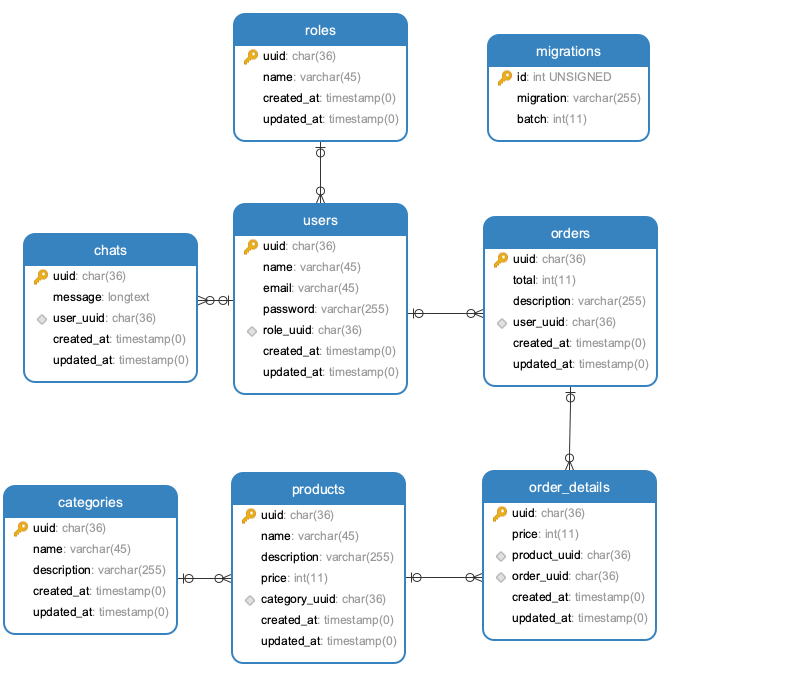 roles
uuid: char(36)
name: varchar(45)
created_at: timestamp(0)
updated_at: timestamp(0)
migrations
id: int UNSIGNED
migration: varchar(255)
batch: int(11)
chats
uuid: char(36)
message: longtext
user_uuid: char(36)
created_at: timestamp(0)
updated_at: timestamp(0)
users
uuid: char(36)
name: varchar(45)
email: varchar(45)
password: varchar(255)
role_uuid: char(36)
created_at: timestamp(0)
updated_at: timestamp(0)
orders
uuid: char(36)
total: int(11)
description: varchar(255)
user_uuid: char(36)
created_at: timestamp(0)
updated_at: timestamp(0)
categories
uuid: char(36)
name: varchar(45)
description: varchar(255)
created_at: timestamp(0)
updated_at: timestamp(0)
products
uuid: char(36)
name: varchar(45)
description: varchar(255)
price: int(11)
category_uuid: char(36)
created_at: timestamp(0)
updated_at: timestamp(0)
order_details
uuid: char(36)
price: int(11)
product_uuid: char(36)
order_uuid: char(36)
created_at: timestamp(0)
updated_at: timestamp(0)